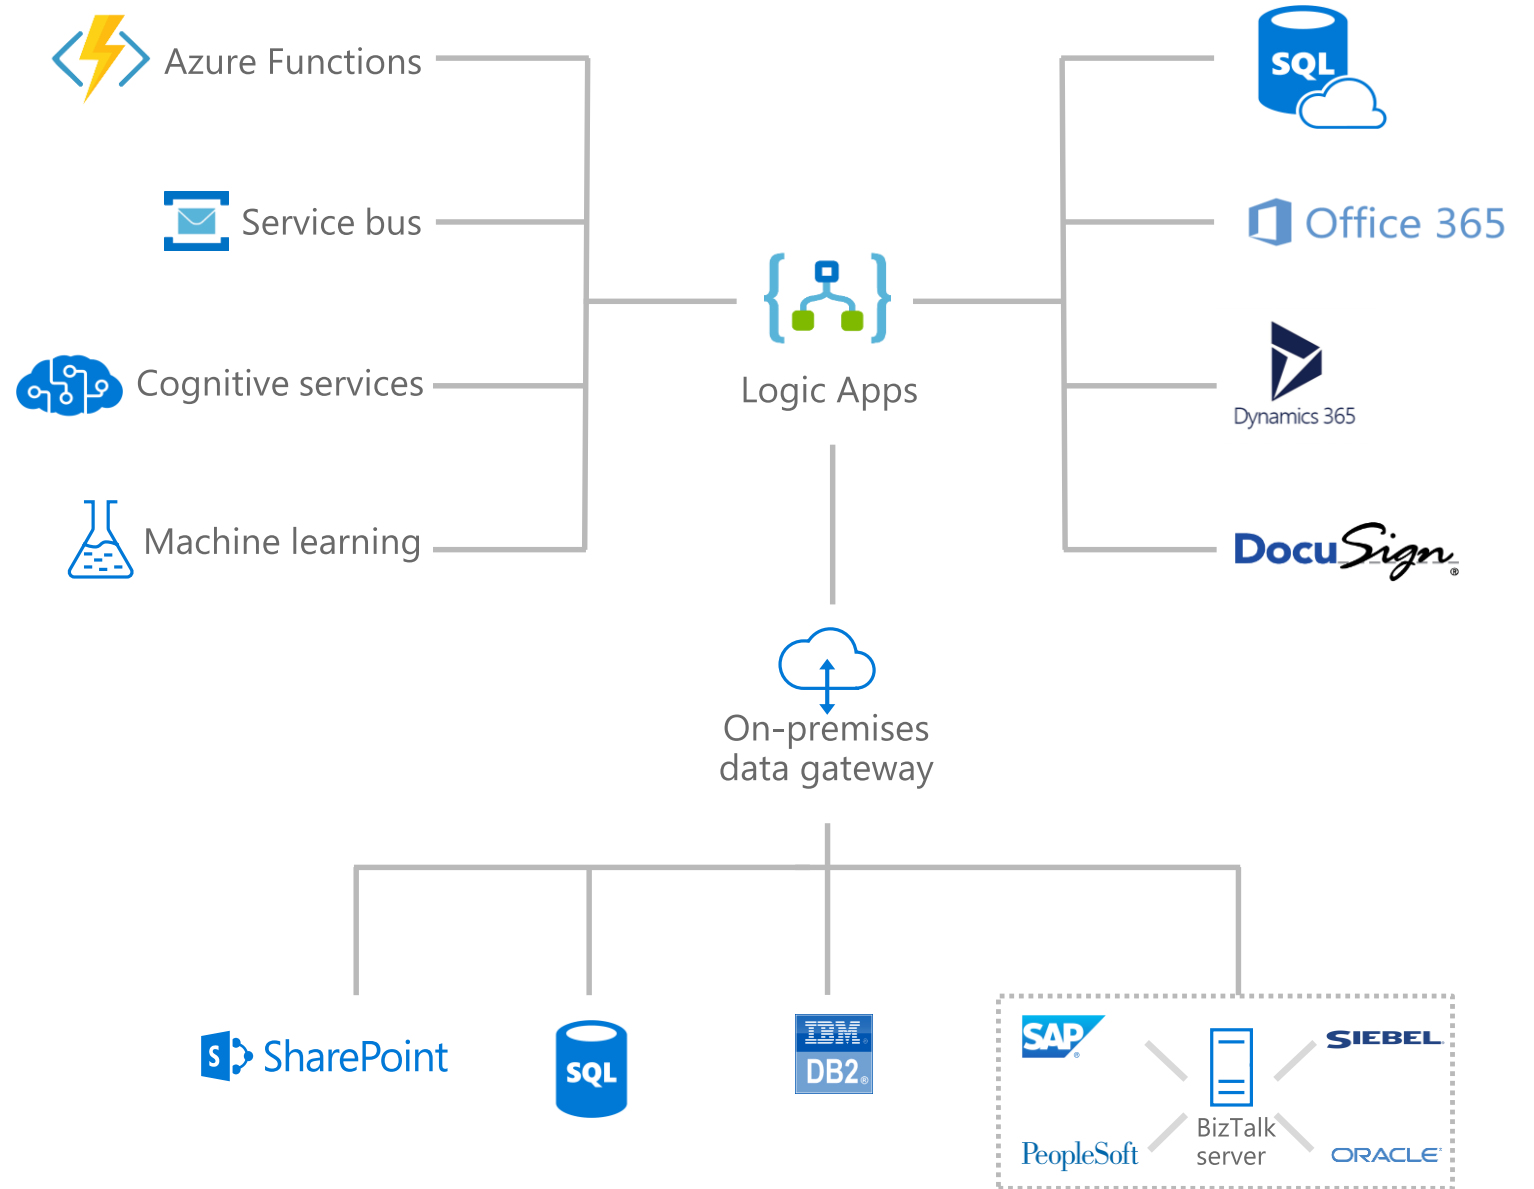 Azure Functions
SQL
Service bus
Office 365
Cognitive services
Logic Apps
Dynamics 365
Machine learning
DocuSign®
On-premises
data gateway
SharePoint
S
SQL
IBM®
DB2®
SAP®
SIEBEL
BizTalk
server
PeopleSoft
ORACLE